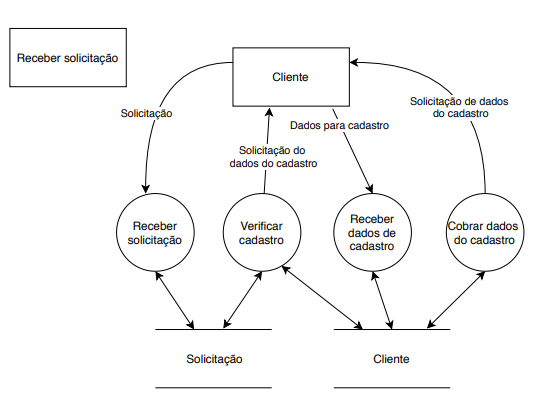 Receber solicitação
Cliente
Solicitação
Solicitação do
dados do cadastro
Dados para cadastro
Solicitação de dados
do cadastro
Receber
solicitação
Verificar
cadastro
Receber
dados de
cadastro
Cobrar dados
do cadastro
Solicitação
Cliente